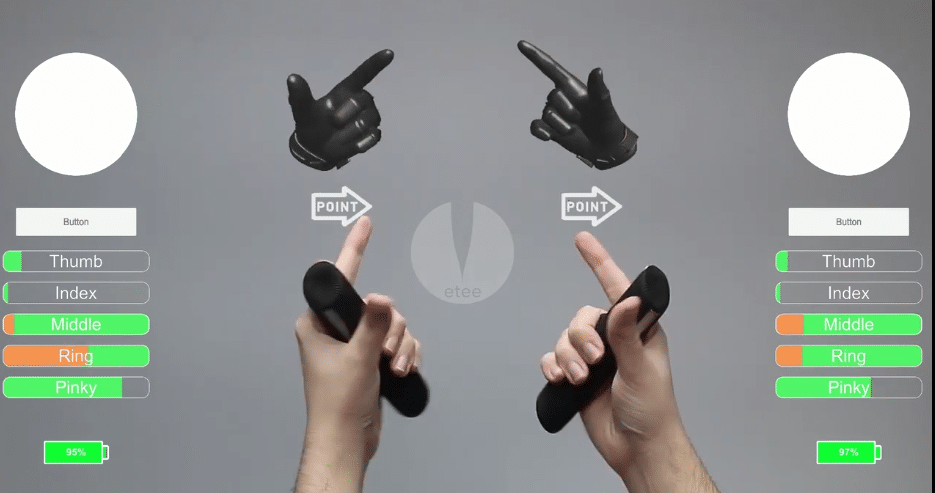 POINT
POINT
etee
Button
Thumb
Index
Middle
Ring
Pinky
95%
Button
Thumb
Index
Middle
Ring
Pinky
97%